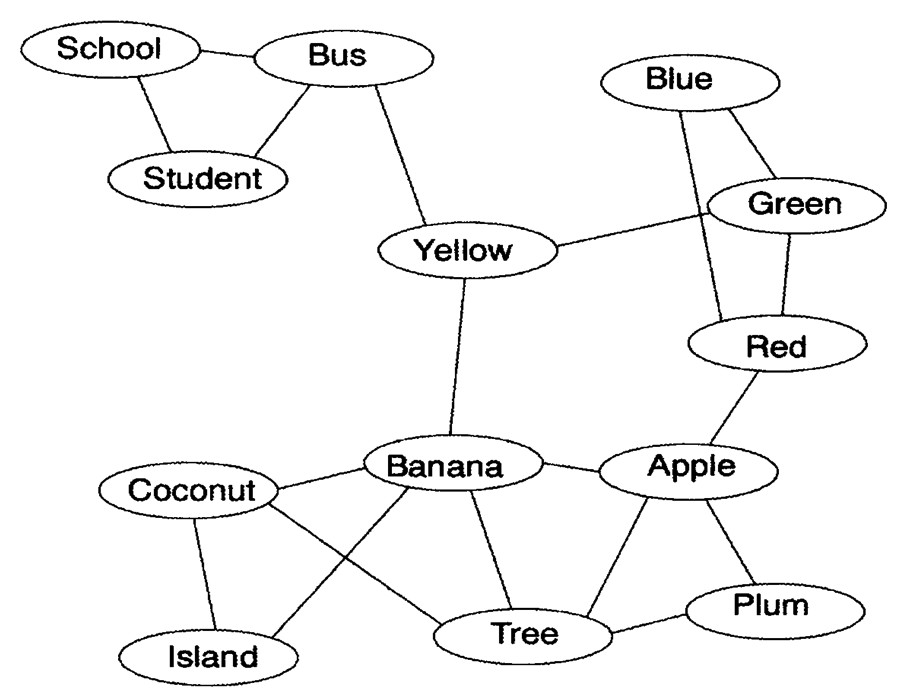 School
Bus
Blue
Student
Green
Yellow
Red
Banana
Apple
Coconut
Plum
Tree
Island